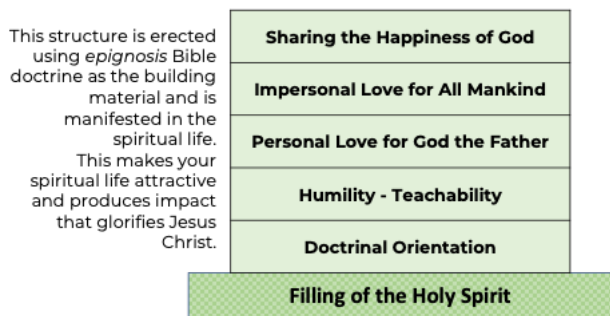 This structure is erected
using epignosis Bible
doctrine as the building
material and is
manifested in the
spiritual life.
This makes your
spiritual life attractive
and produces impact
that glorifies Jesus
Christ.
Sharing the Happiness of God
Impersonal Love for All Mankind
Personal Love for God the Father
Humility - Teachability
Doctrinal Orientation
Filling of the Holy Spirit